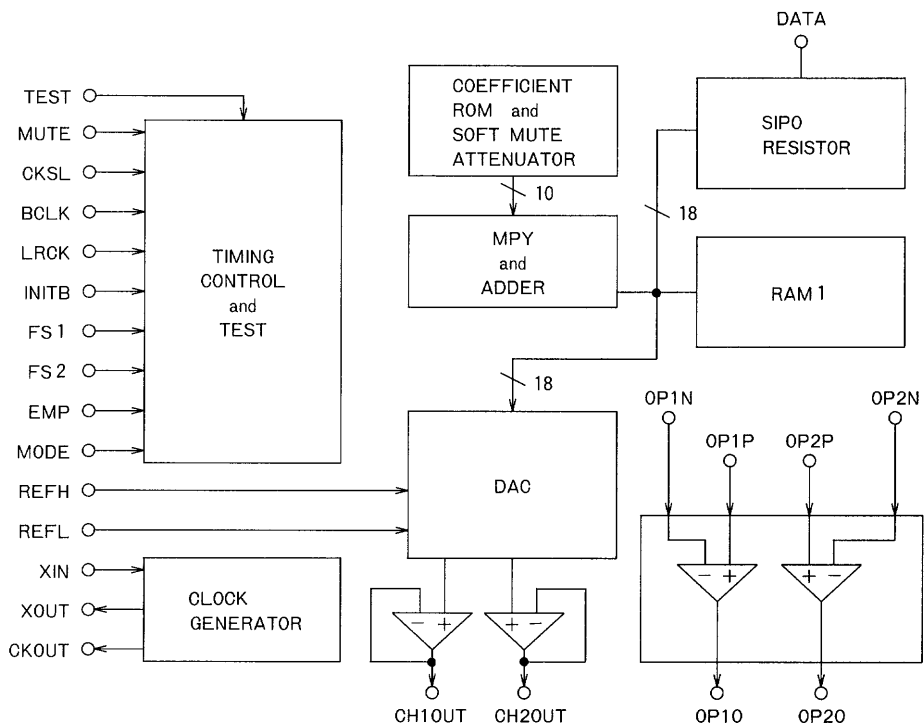 DATA
TEST
MUTE
CKSL
BCLK
LRCK
INITB
FS1
FS2
EMP
MODE
REFH
REFL
XIN
XOUT
CKOUT
TIMING
CONTROL
and
TEST
CLOCK
GENERATOR
COEFFICIENT
ROM and
SOFT MUTE
ATTENUATOR
10
MPY
and
ADDER
18
SIPO
RESISTOR
18
RAM1
DAC
- +
+ -
CH1OUT
CH2OUT
OP1N
OP2N
OP1P
OP2P
- +
+ -
OP1O
OP2O